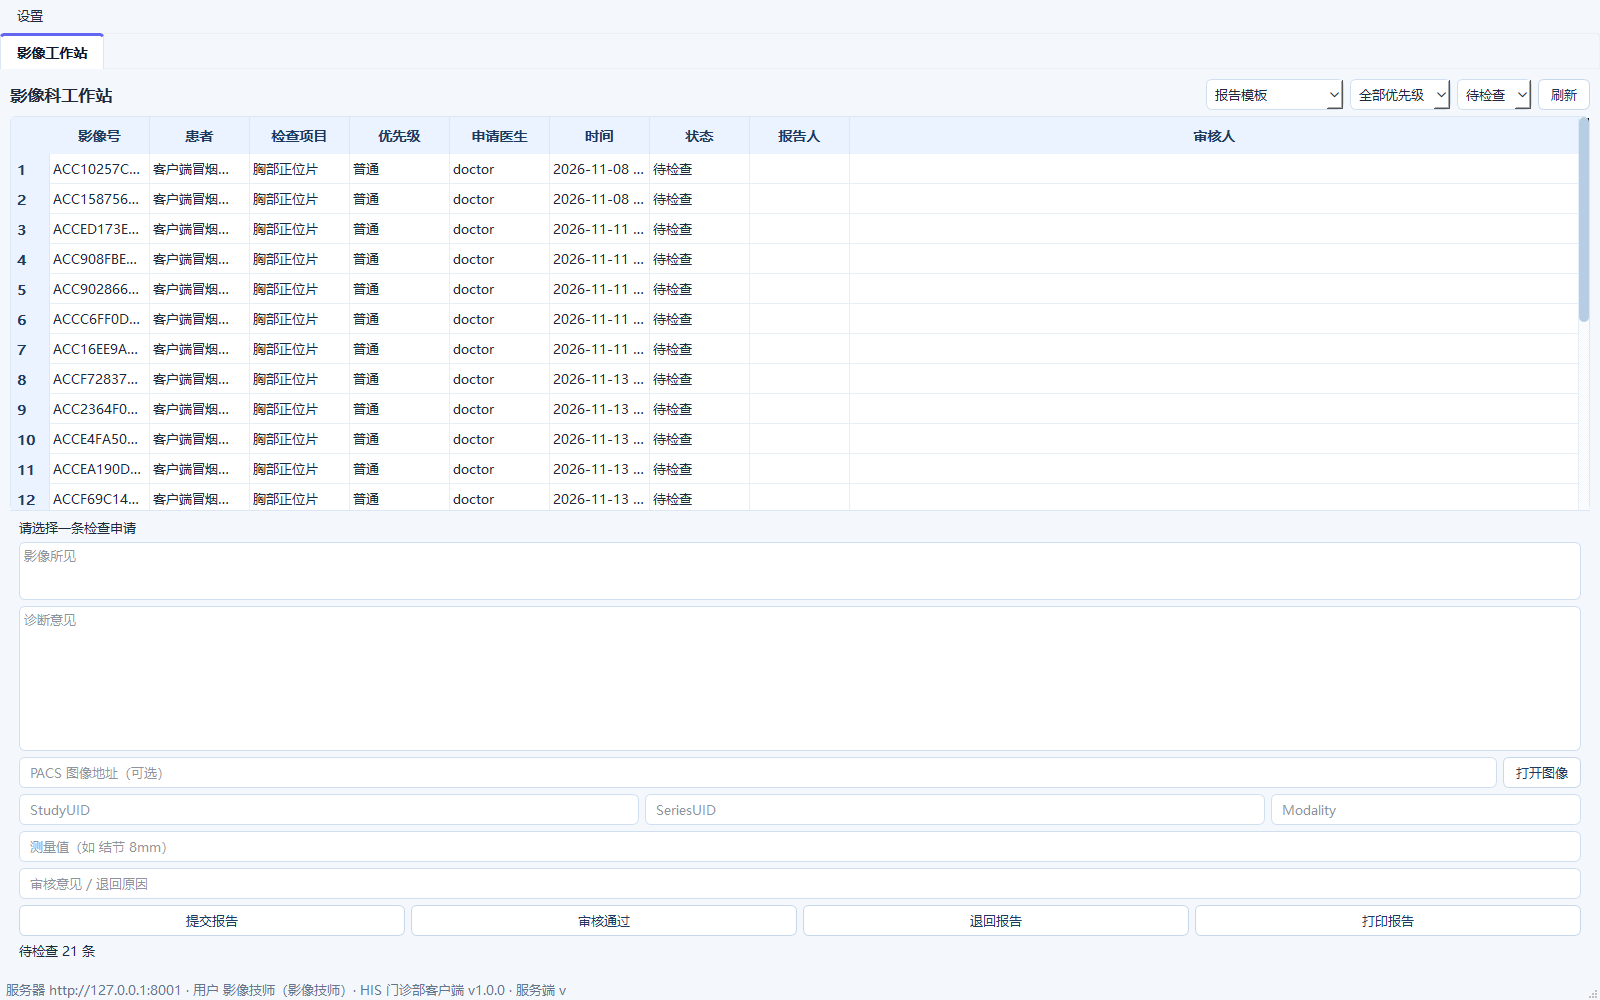 设置
影像工作站
影像科工作站 报告模板 全部优先级 待检查 刷新
影像号 患者 检查项目 优先级 申请医生 时间 状态 报告人 审核人
1 ACC10257C... 客户端冒烟... 胸部正位片 普通 doctor 2026-11-08 ... 待检查
2 ACC158756... 客户端冒烟... 胸部正位片 普通 doctor 2026-11-08 ... 待检查
3 ACCED173E... 客户端冒烟... 胸部正位片 普通 doctor 2026-11-11 ... 待检查
4 ACC908FBE... 客户端冒烟... 胸部正位片 普通 doctor 2026-11-11 ... 待检查
5 ACC902866... 客户端冒烟... 胸部正位片 普通 doctor 2026-11-11 ... 待检查
6 ACCC6FF0D... 客户端冒烟... 胸部正位片 普通 doctor 2026-11-11 ... 待检查
7 ACC16EE9A... 客户端冒烟... 胸部正位片 普通 doctor 2026-11-11 ... 待检查
8 ACCF72837... 客户端冒烟... 胸部正位片 普通 doctor 2026-11-13 ... 待检查
9 ACC2364F0... 客户端冒烟... 胸部正位片 普通 doctor 2026-11-13 ... 待检查
10 ACCE4FA50... 客户端冒烟... 胸部正位片 普通 doctor 2026-11-13 ... 待检查
11 ACCEA190D... 客户端冒烟... 胸部正位片 普通 doctor 2026-11-13 ... 待检查
12 ACCF69C14... 客户端冒烟... 胸部正位片 普通 doctor 2026-11-13 ... 待检查
请选择一条检查申请
影像所见
诊断意见
PACS 图像地址（可选） 打开图像
StudyUID SeriesUID Modality
测量值（如 结节 8mm）
审核意见 / 退回原因
提交报告 审核通过 退回报告 打印报告
待检查 21 条
服务器 http://127.0.0.1:8001 · 用户 影像技师（影像技师）· HIS 门诊部客户端 v1.0.0 · 服务端 v